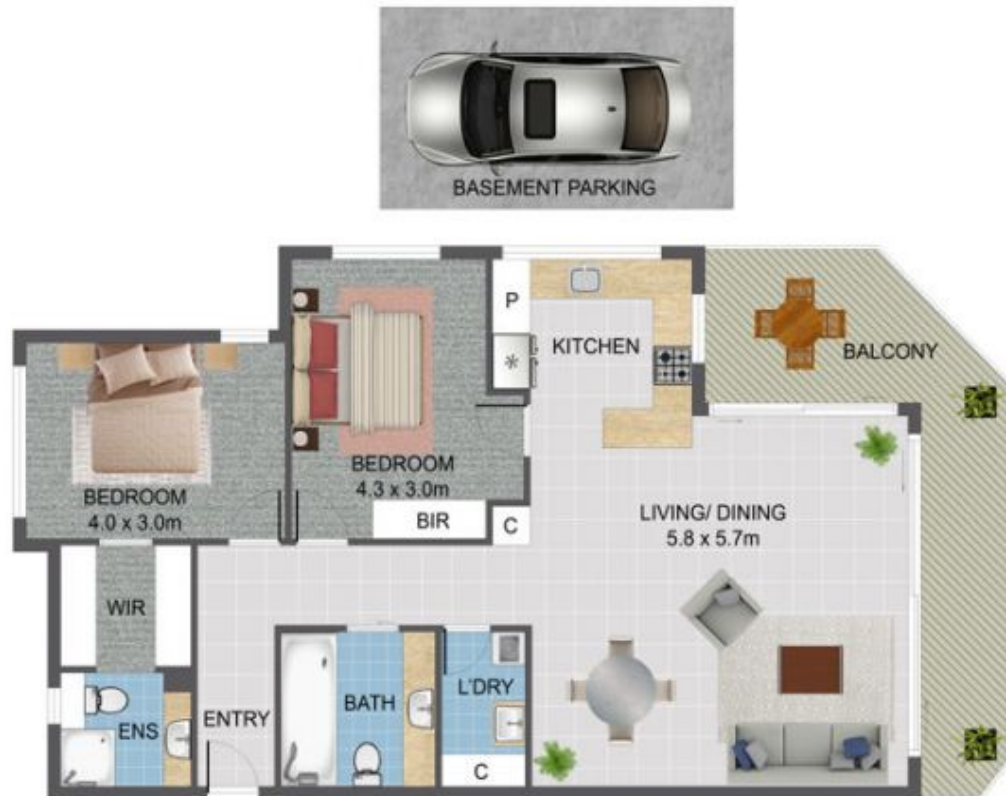 BASEMENT PARKING
P
KITCHEN
*
BALCONY
BEDROOM
4.3 x 3.0m
BEDROOM
4.0 x 3.0m
BIR
C
LIVING/ DINING
5.8 x 5.7m
WIR
ENS
ENTRY
BATH
L'DRY
C